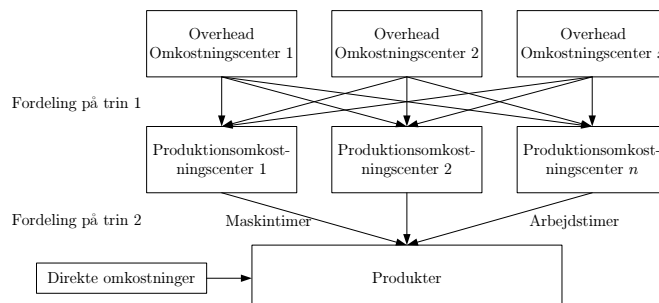 Overhead
Omkostningscenter 1
Overhead
Omkostningscenter 2
Overhead
Omkostningscenter
Fordeling på trin 1
Produktionsomkost-
ningscenter 1
Produktionsomkost-
ningscenter 2
Produktionsomkost-
ningscenter n
Fordeling på trin 2
Maskintimer
Arbejdstimer
Direkte omkostninger
Produkter